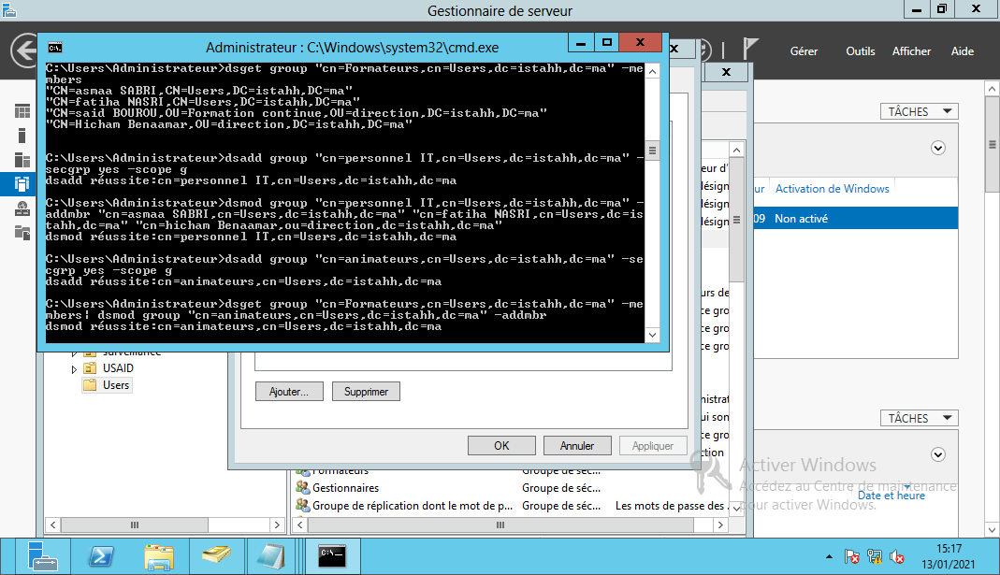 Gestionnaire de serveur
Administrateur : C:\Windows\system32\cmd.exe
Gérer
Outils
Afficher
Aide
C:\Users\Administrateur>dsget group "cn=Formateurs,cn=Users,dc=istahh,dc=ma" -me
mbers
"CN=asmaa SABRI,CN=Users,DC=istahh,DC=ma"
"CN=fatiha NASRI,CN=Users,DC=istahh,DC=ma"
"CN=said BOUROU,OU=Formation continue,OU=direction,DC=istahh,DC=ma"
"CN=Hicham Benaamar,OU=direction,DC=istahh,DC=ma"
C:\Users\Administrateur>dsadd group "cn=personnel IT,cn=Users,dc=istahh,dc=ma" -
secgrp yes -scope g
dsadd réussite:cn=personnel IT,cn=Users,dc=istahh,dc=ma
C:\Users\Administrateur>dsmod group "cn=personnel IT,cn=Users,dc=istahh,dc=ma" -
addmbr "cn=asmaa SABRI,cn=Users,dc=istahh,dc=ma" "cn=fatiha NASRI,cn=Users,dc=is
tahh,dc=ma" "cn=hicham Benaamar,ou=direction,dc=istahh,dc=ma"
dsmod réussite:cn=personnel IT,cn=Users,dc=istahh,dc=ma
C:\Users\Administrateur>dsadd group "cn=animateurs,cn=Users,dc=istahh,dc=ma" -se
cgrp yes -scope g
dsadd réussite:cn=animateurs,cn=Users,dc=istahh,dc=ma
C:\Users\Administrateur>dsget group "cn=Formateurs,cn=Users,dc=istahh,dc=ma" -me
mbers| dsmod group "cn=animateurs,cn=Users,dc=istahh,dc=ma" -addmbr
dsmod réussite:cn=animateurs,cn=Users,dc=istahh,dc=ma
TÂCHES
eur d'
désign
désign
désign
ur
Activation de Windows
09
Non activé
urs de
ce gro
ce gro
ce gro
surveillance
USAID
Users
Ajouter...
Supprimer
nistrat
ui son
ce gro
ction
TÂCHES
OK
Annuler
Appliquer
Formateurs
Groupe de séc...
Gestionnaires
Groupe de séc...
Groupe de réplication dont le mot de p...
Groupe de séc...
Les mots de passe des
Activer Windows
Accédez au Centre de maintenance
pour activer Windows.
Date et heure
15:17
13/01/2021